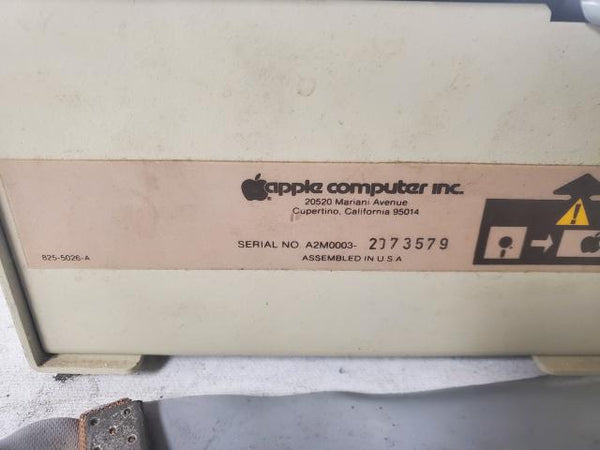 apple computer inc.
20520 Mariani Avenue
Cupertino, California 95014
SERIAL NO. A2M0003- 2073579
825-5026-A
ASSEMBLED IN U.S.A